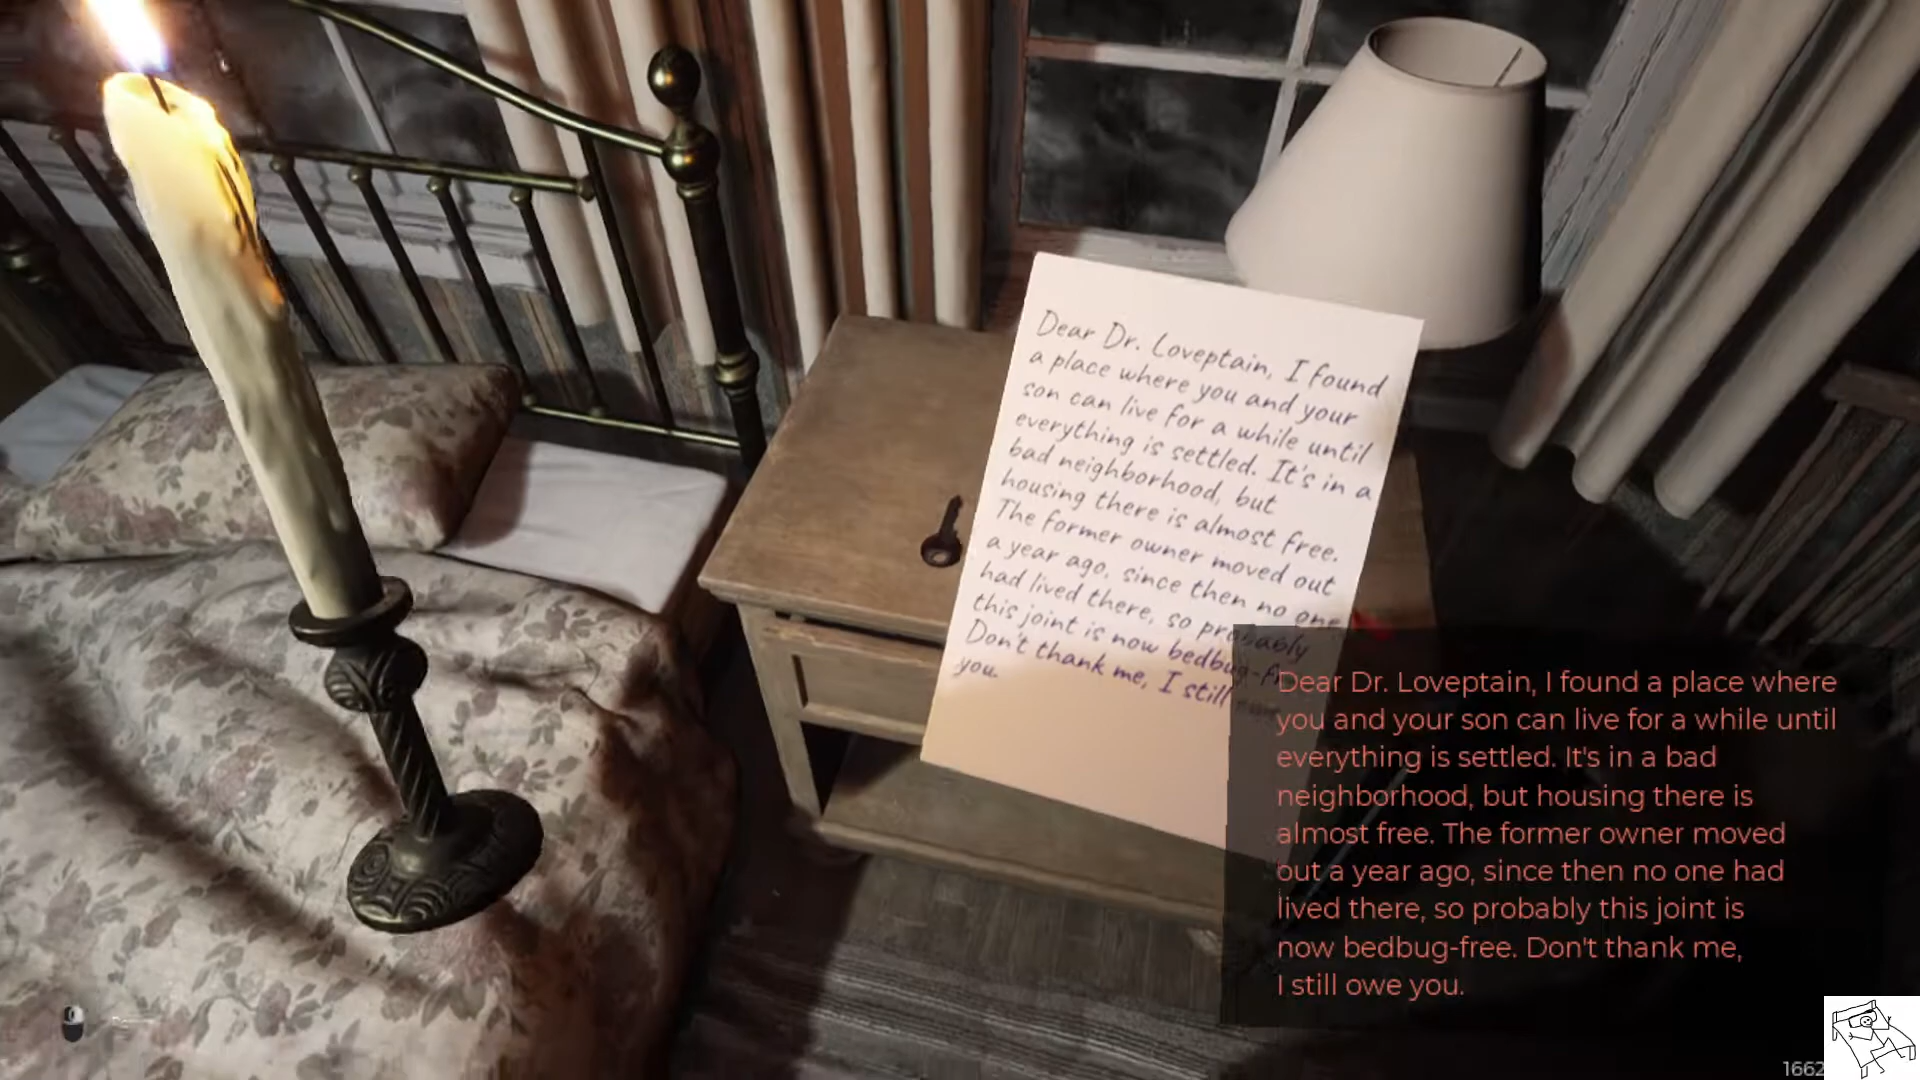 Dear Dr. Loveptain, I found
a place where you and your
son can live for a while until
everything is settled. It's in a
bad neighborhood, but
housing there is almost free.
The former owner moved out
a year ago, since then no one
had lived there, so probably
this joint is now bedbug-fr
Don't thank me, I still
you.
Dear Dr. Loveptain, I found a place where
you and your son can live for a while until
everything is settled. It's in a bad
neighborhood, but housing there is
almost free. The former owner moved
out a year ago, since then no one had
lived there, so probably this joint is
now bedbug-free. Don't thank me,
I still owe you.
1662